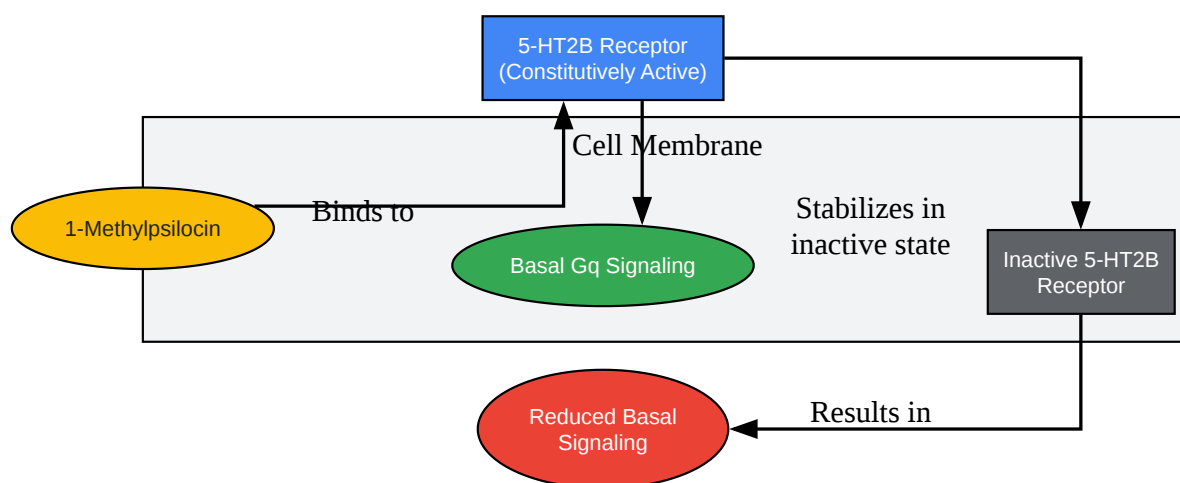 5-HT2B Receptor
(Constitutively Active)
Cell Membrane
1-Methylpsilocin
Binds to
Basal Gq Signaling
Stabilizes in
inactive state
Inactive 5-HT2B
Receptor
Reduced Basal
Signaling
Results in